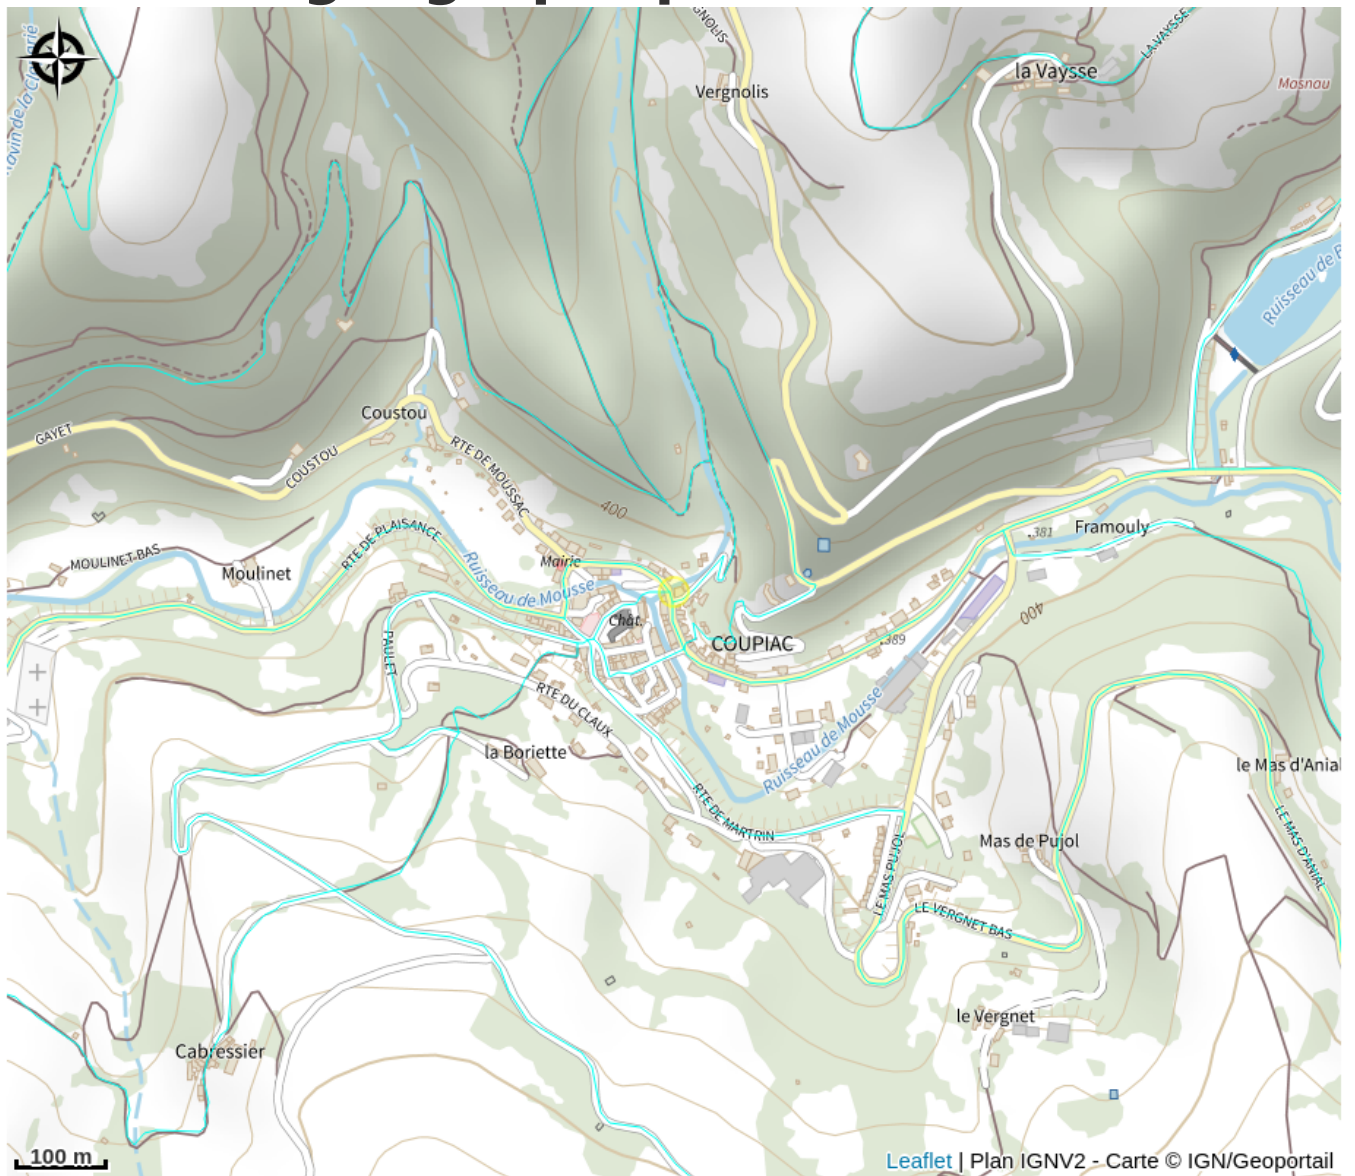 GNOLIS
LA VAYSSE
la Vaysse
Mosnau
Vergnolis
Ruisseau de
Coustou
GAYET
COUSTOU
RTE DE MOUSSAC
400
RTE DE PLAISANCE
MOULINET-BAS
Moulinet
Mairie
Ruisseau de Mousse
Chât.
COUPIAC
389
381
Framouly
400
PAULET
RTE DU CLAUX
la Boriette
Ruisseau de Mousse
RTE DE MARTRIN
LE MAS PUJOL
Mas de Pujol
LE VERGNET BAS
le Mas d'Anial
LE MAS D'ANIAL
le Vergnet
Cabressier
100 m
Leaflet | Plan IGNV2 - Carte © IGN/Geoportail